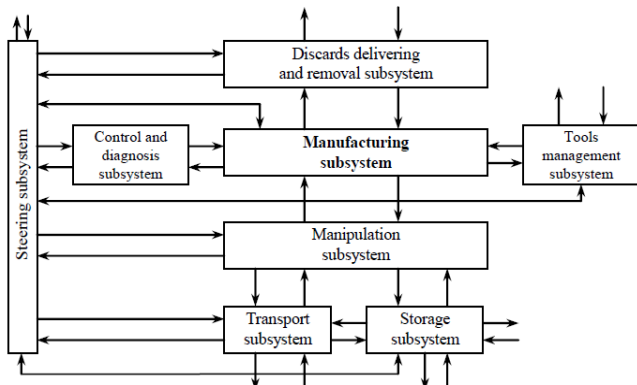 Steering subsystem
Discards delivering
and removal subsystem
Control and
diagnosis
subsystem
Manufacturing
subsystem
Tools
management
subsystem
Manipulation
subsystem
Transport
subsystem
Storage
subsystem